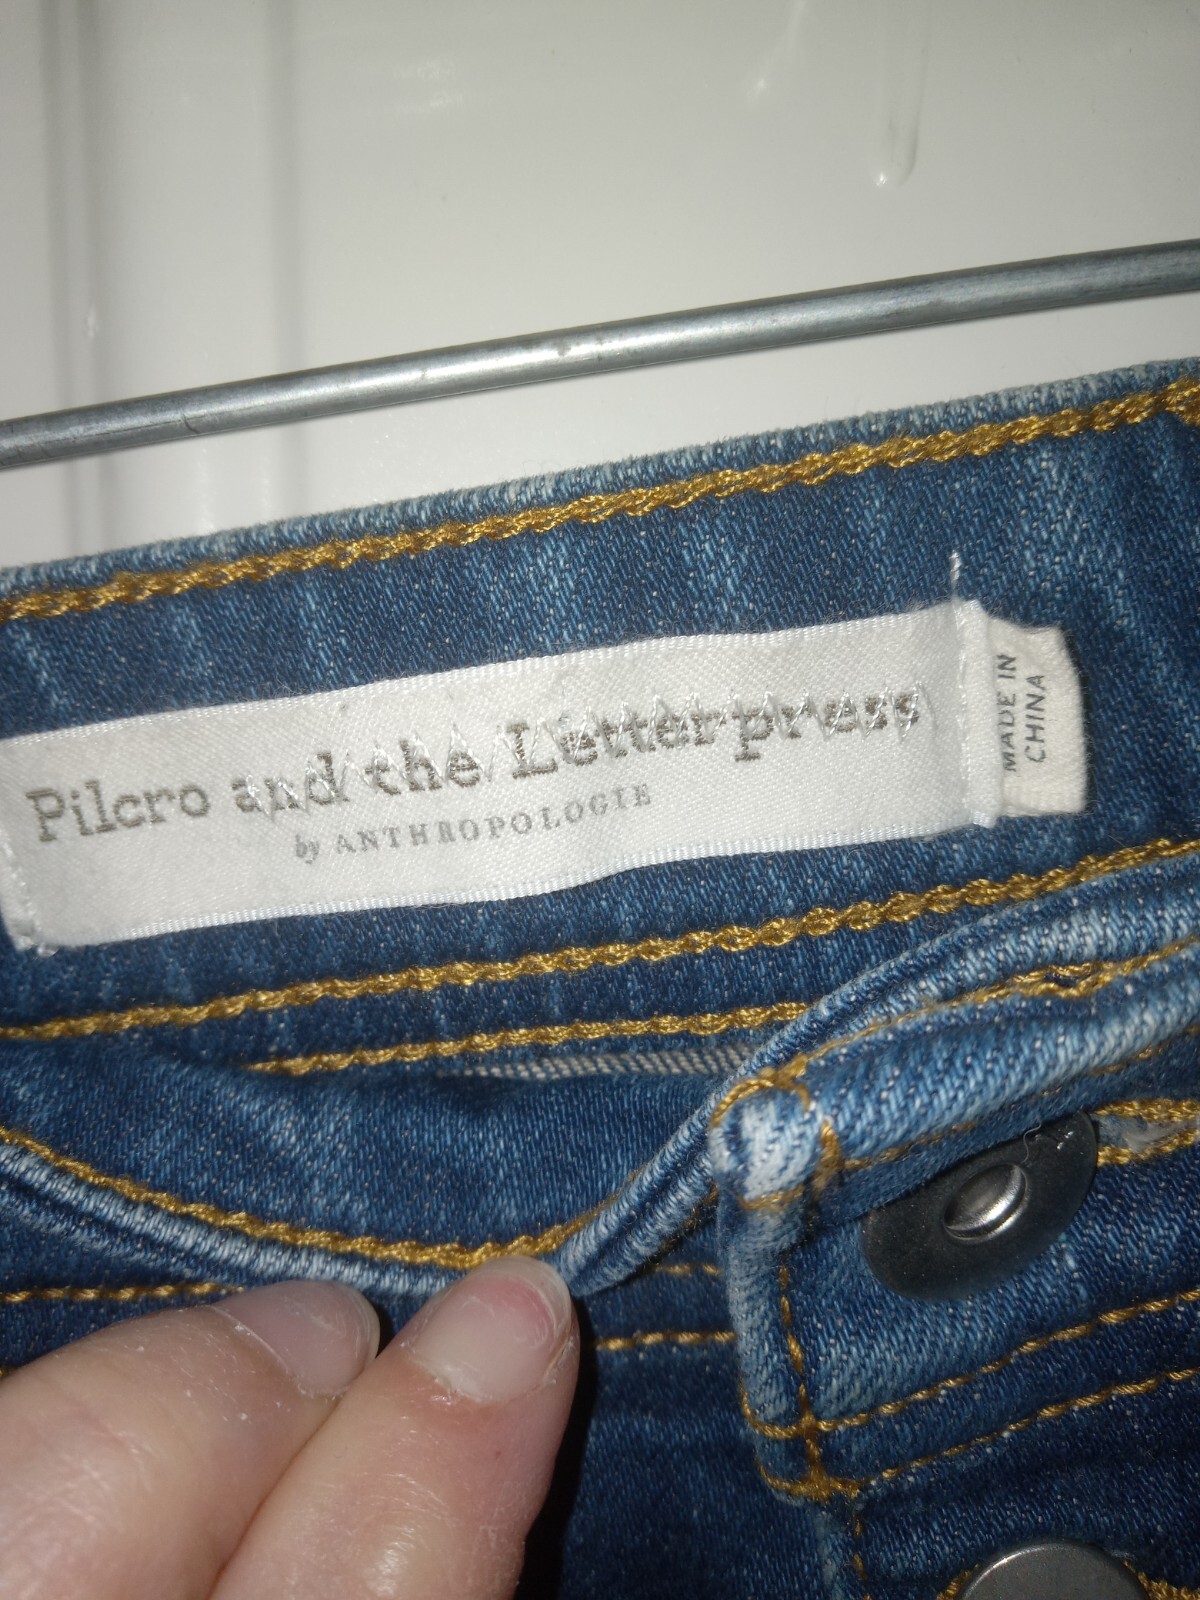 Pilcro and the Letterpress
by ANTHROPOLOGIE
MADE IN
CHINA